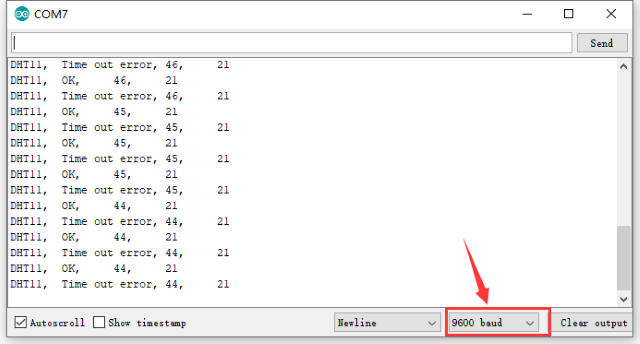 COM7
Send
DHT11, Time out error, 46, 21
DHT11, OK, 46, 21
DHT11, Time out error, 46, 21
DHT11, OK, 45, 21
DHT11, Time out error, 45, 21
DHT11, OK, 45, 21
DHT11, Time out error, 45, 21
DHT11, OK, 45, 21
DHT11, Time out error, 45, 21
DHT11, OK, 44, 21
DHT11, Time out error, 44, 21
DHT11, OK, 44, 21
DHT11, Time out error, 44, 21
DHT11, OK, 44, 21
DHT11, Time out error, 44, 21
Autoscroll Show timestamp Newline 9600 baud Clear output